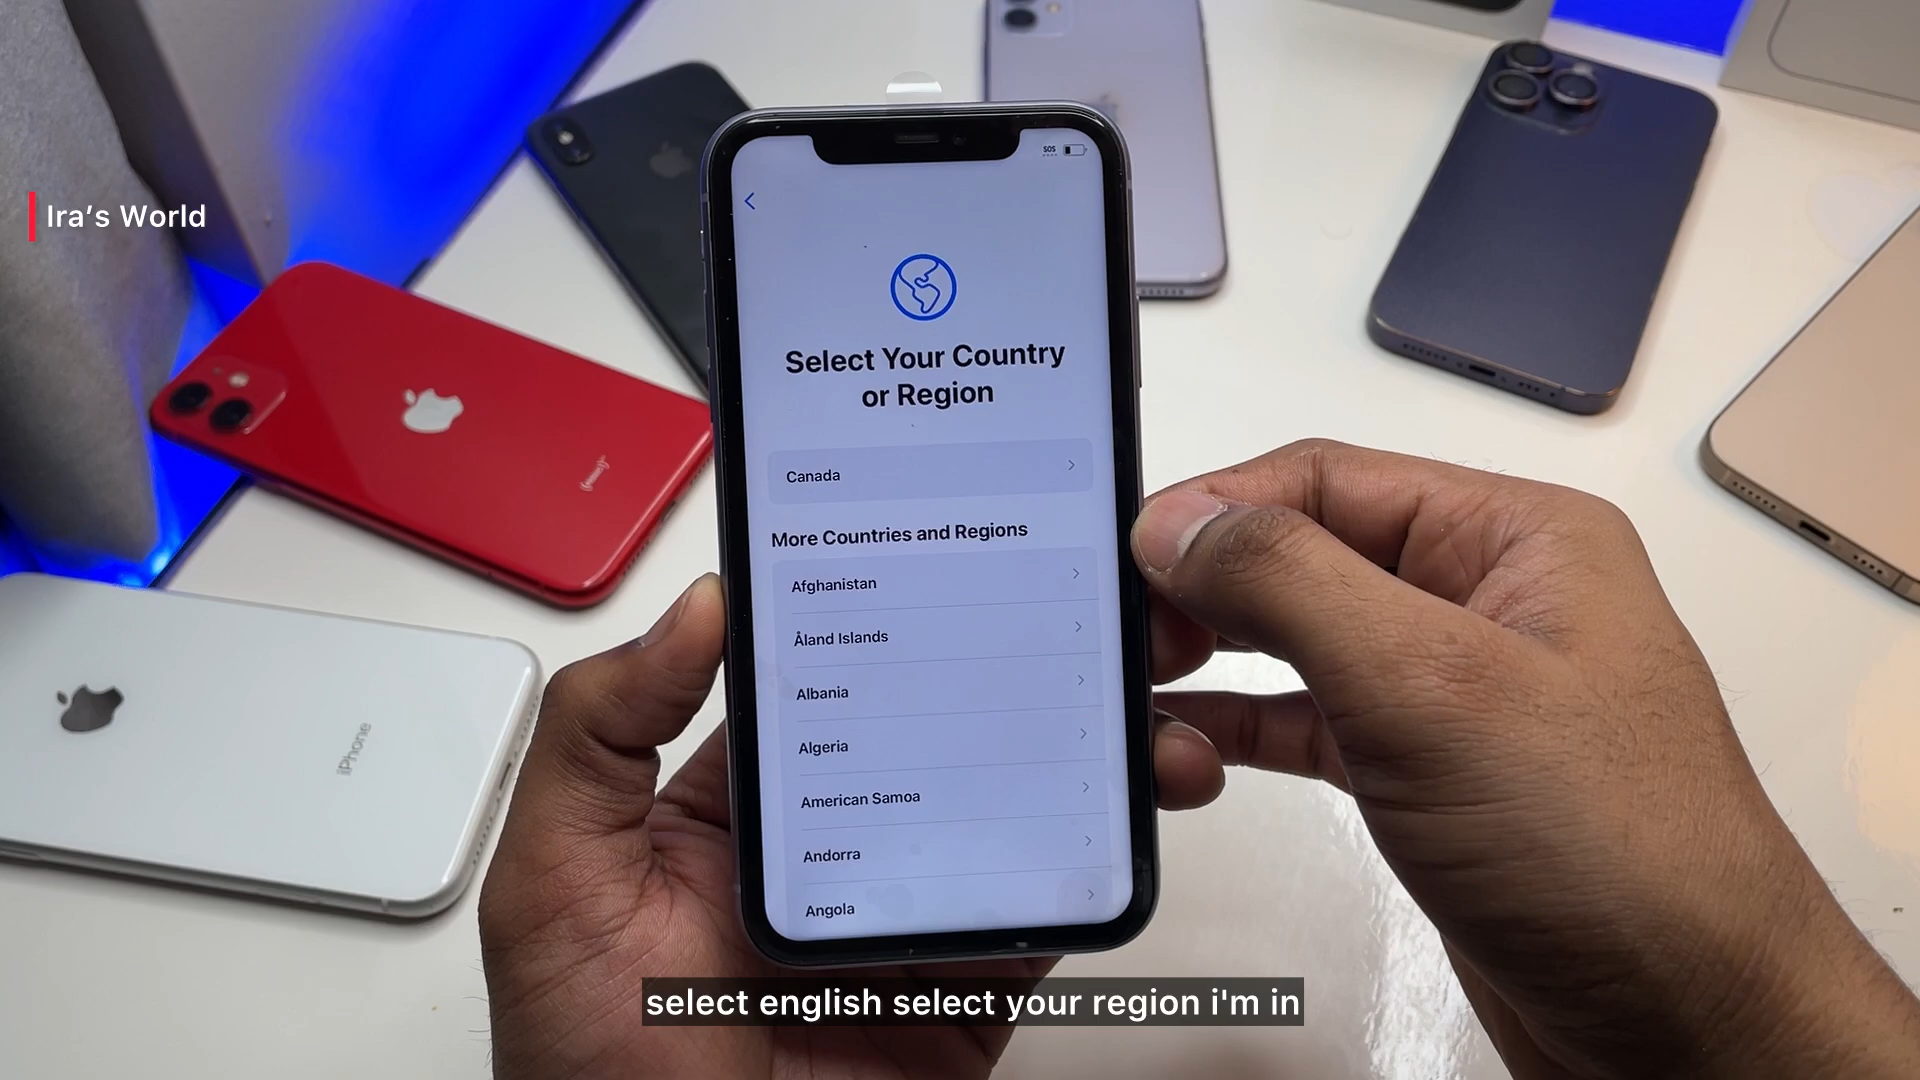 Ira's World
SOS
Select Your Country
or Region
Canada
More Countries and Regions
Afghanistan
Åland Islands
Albania
Algeria
American Samoa
Andorra
Angola
iPhone
select english select your region i'm in